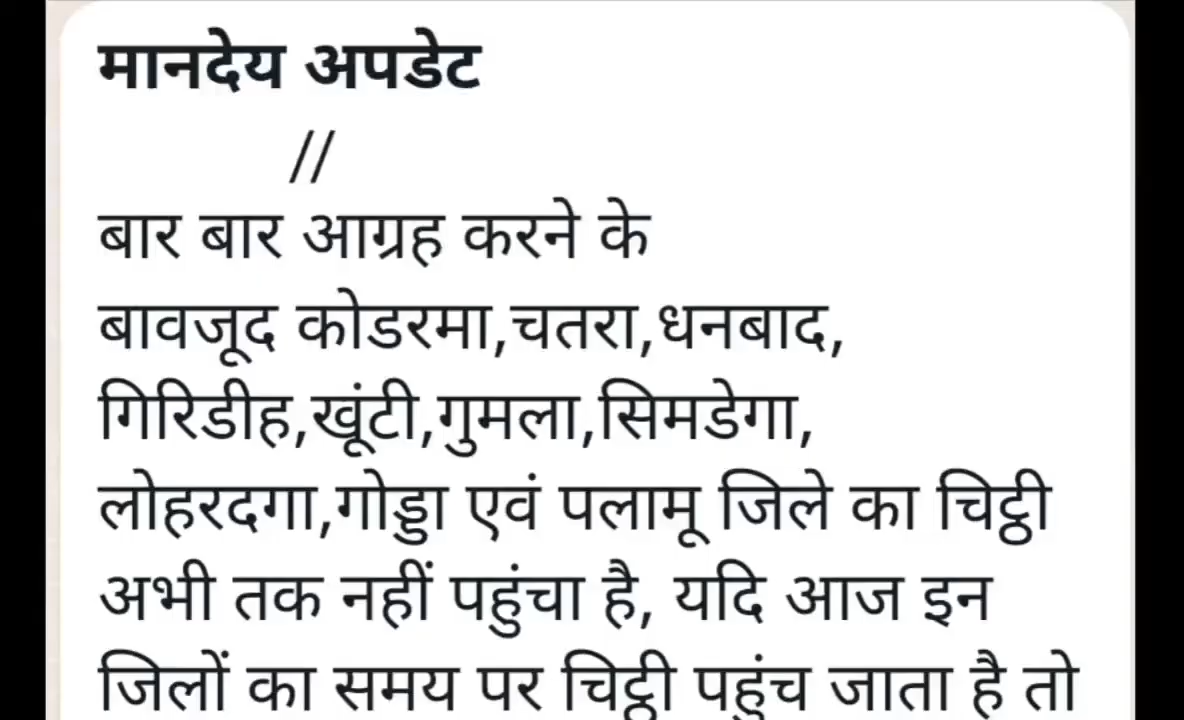 मानदेय अपडेट
//
बार बार आग्रह करने के
बावजूद कोडरमा,चतरा,धनबाद,
गिरिडीह,खूंटी,गुमला,सिमडेगा,
लोहरदगा,गोड्डा एवं पलामू जिले का चिट्ठी
अभी तक नहीं पहुंचा है, यदि आज इन
जिलों का समय पर चिट्ठी पहुंच जाता है तो